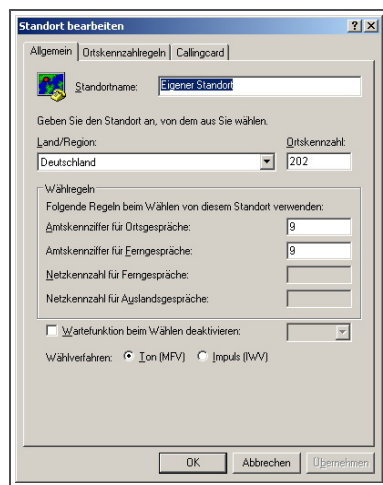 Standort bearbeiten
Allgemein Ortskennzahlregeln Callingcard
Standortname: Eigener Standort
Geben Sie den Standort an, von dem aus Sie wählen.
Land/Region: Ortskennzahl:
Deutschland 202
Wählregeln
Folgende Regeln beim Wählen von diesem Standort verwenden:
Amtskennziffer für Ortsgespräche: 9
Amtskennziffer für Ferngespräche: 9
Netzkennzahl für Ferngespräche:
Netzkennzahl für Auslandsgespräche:
Wartefunktion beim Wählen deaktivieren:
Wählverfahren: Ton (MFV) Impuls (IWV)
OK Abbrechen Übernehmen